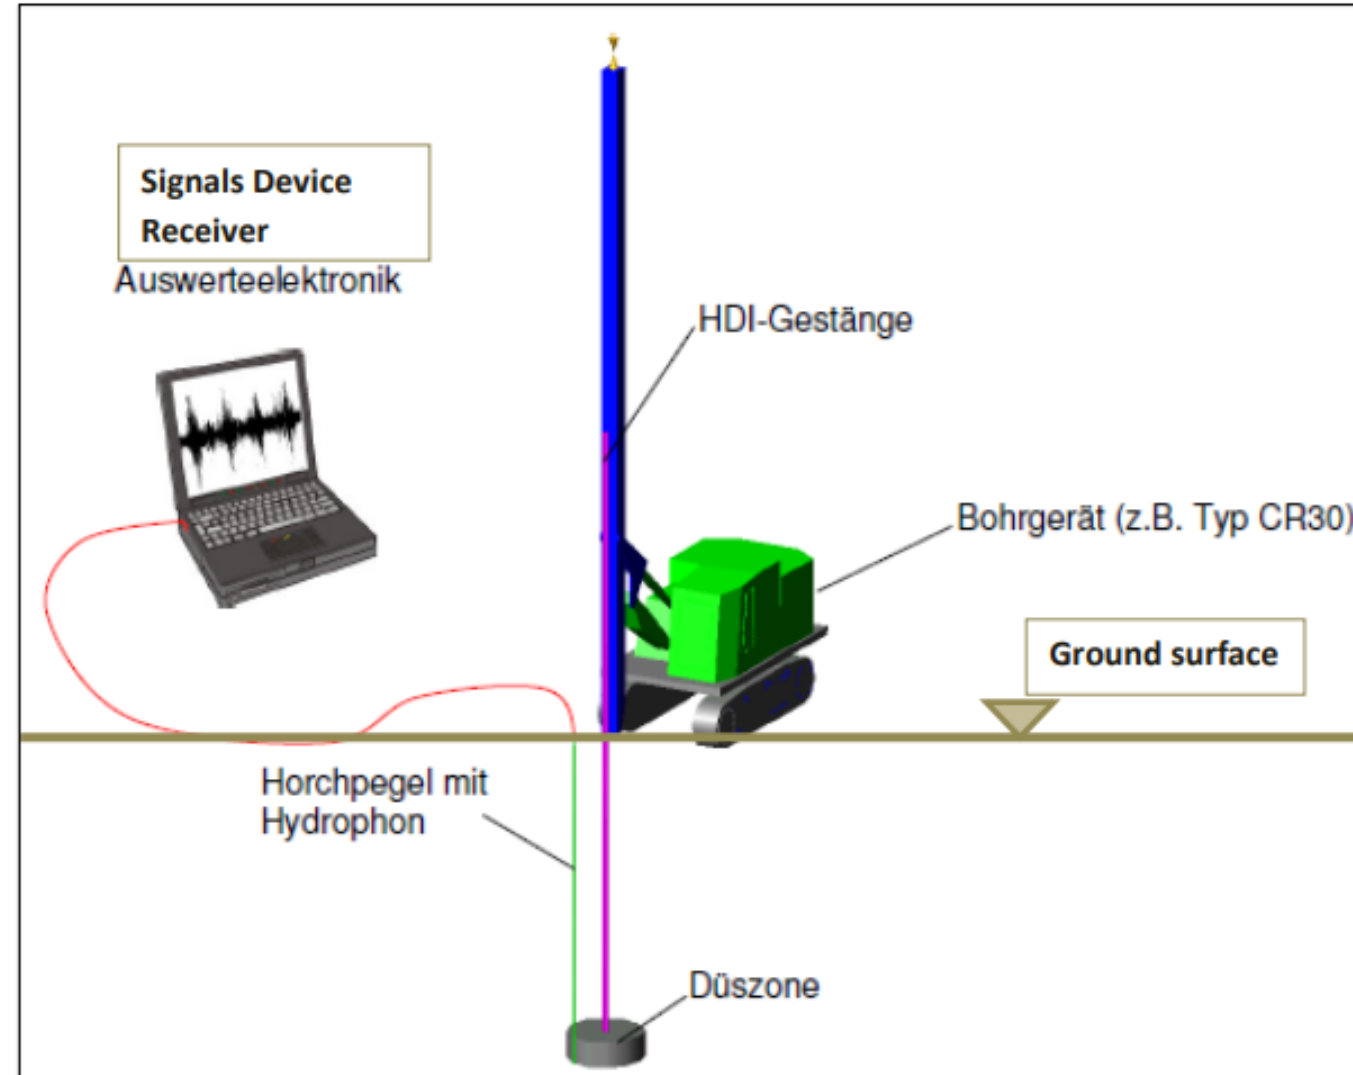 Signals Device
Receiver
Auswerteelektronik
HDI-Gestänge
Bohrgerät (z.B. Typ CR30)
Ground surface
Horchpegel mit
Hydrophon
Düszone